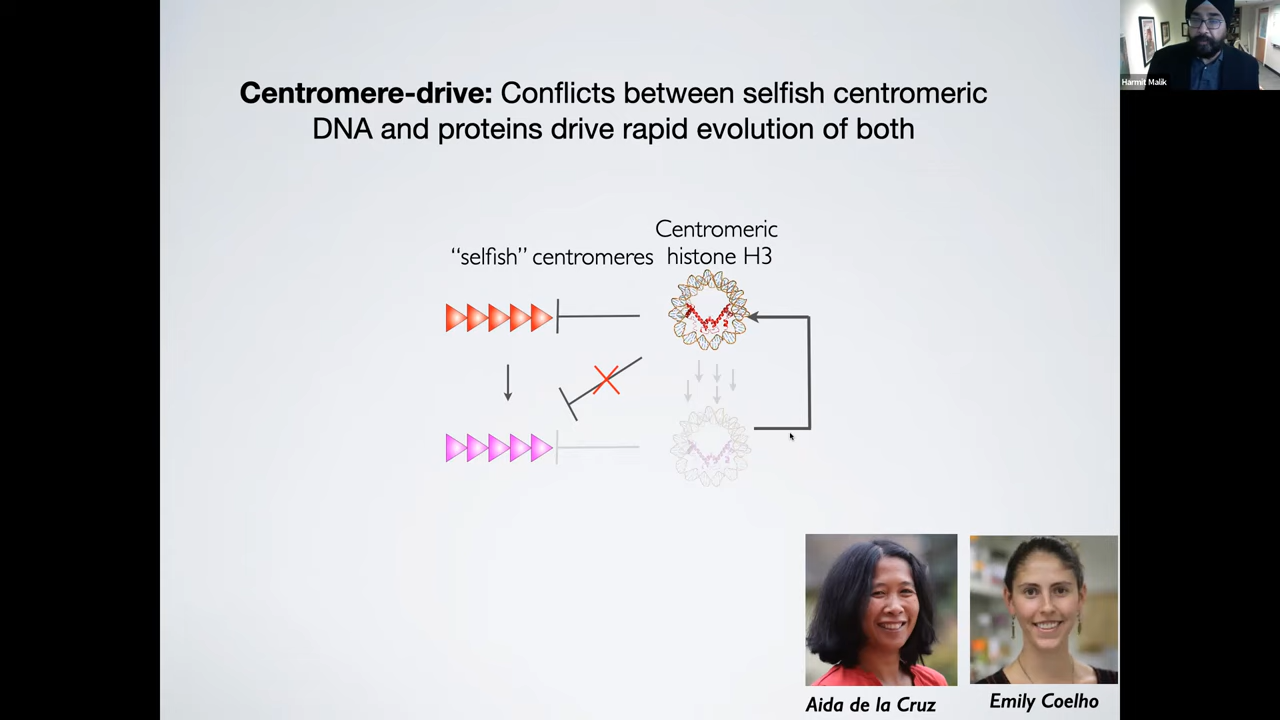 Harmit Malik
Centromere-drive: Conflicts between selfish centromeric
DNA and proteins drive rapid evolution of both
Centromeric
"selfish" centromeres histone H3
Aida de la Cruz
Emily Coelho